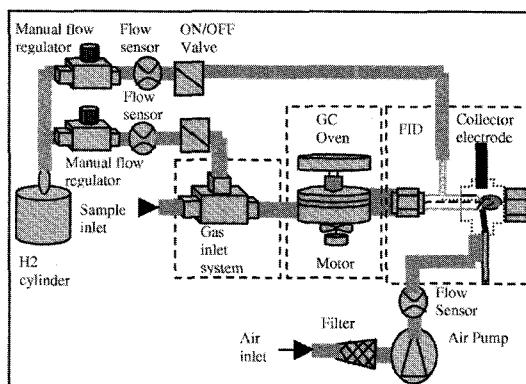 Manual flow
regulator
Flow
sensor
ON/OFF
Valve
Flow
sensor
Manual flow
regulator
GC
Oven
FID
Collector
electrode
Sample
inlet
H2
cylinder
Gas
inlet
system
Motor
Flow
Sensor
Filter
Air
inlet
Air Pump